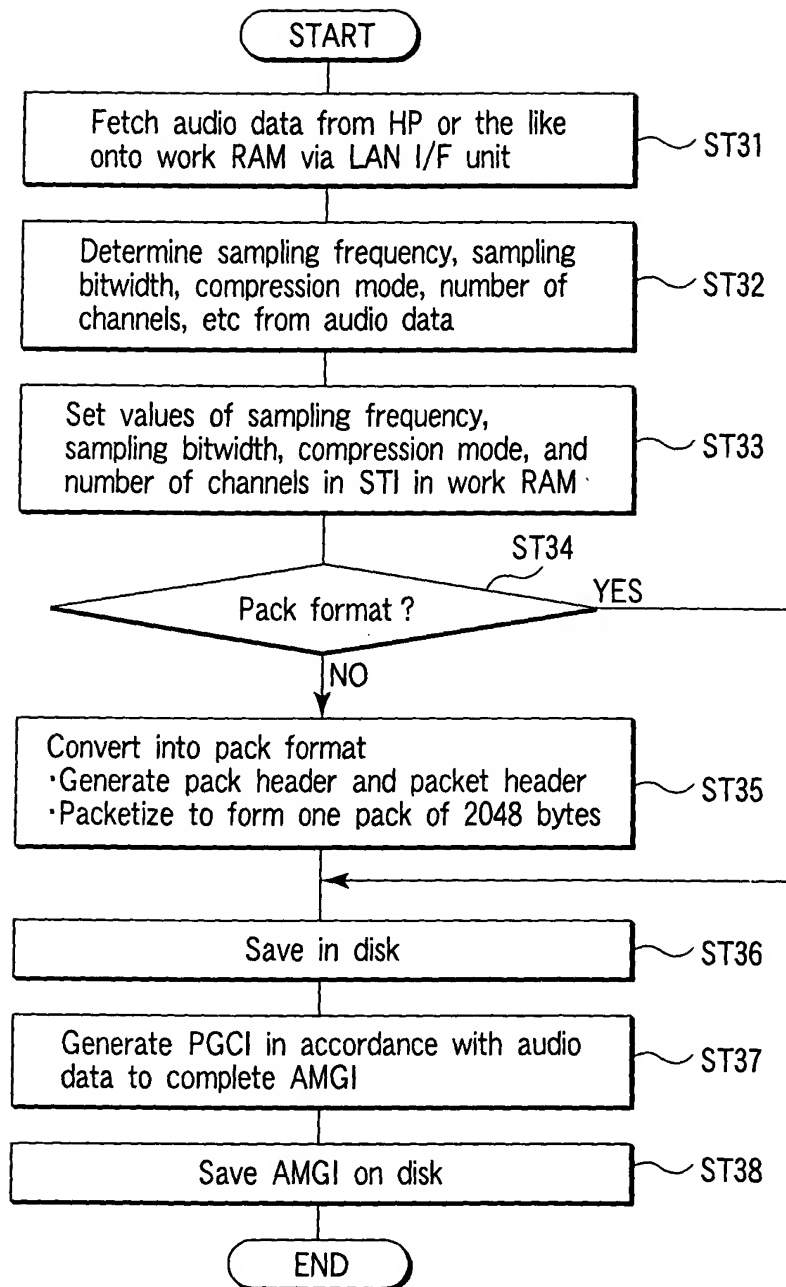 START
Fetch audio data from HP or the like
onto work RAM via LAN I/F unit
ST31
Determine sampling frequency, sampling
bitwidth, compression mode, number of
channels, etc from audio data
ST32
Set values of sampling frequency,
sampling bitwidth, compression mode, and
number of channels in STI in work RAM
ST33
ST34
Pack format ?
YES
NO
Convert into pack format
·Generate pack header and packet header
·Packetize to form one pack of 2048 bytes
ST35
Save in disk
ST36
Generate PGCI in accordance with audio
data to complete AMGI
ST37
Save AMGI on disk
ST38
END